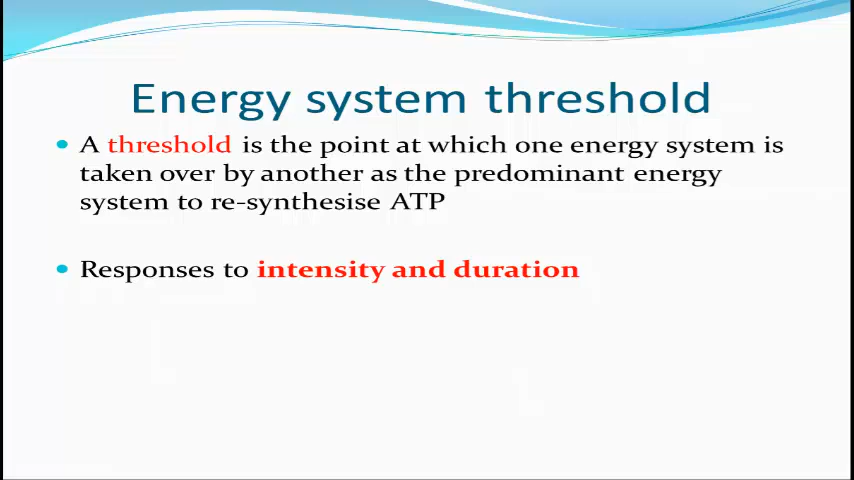 Energy system threshold
• A threshold is the point at which one energy system is
taken over by another as the predominant energy
system to re-synthesise ATP
• Responses to intensity and duration